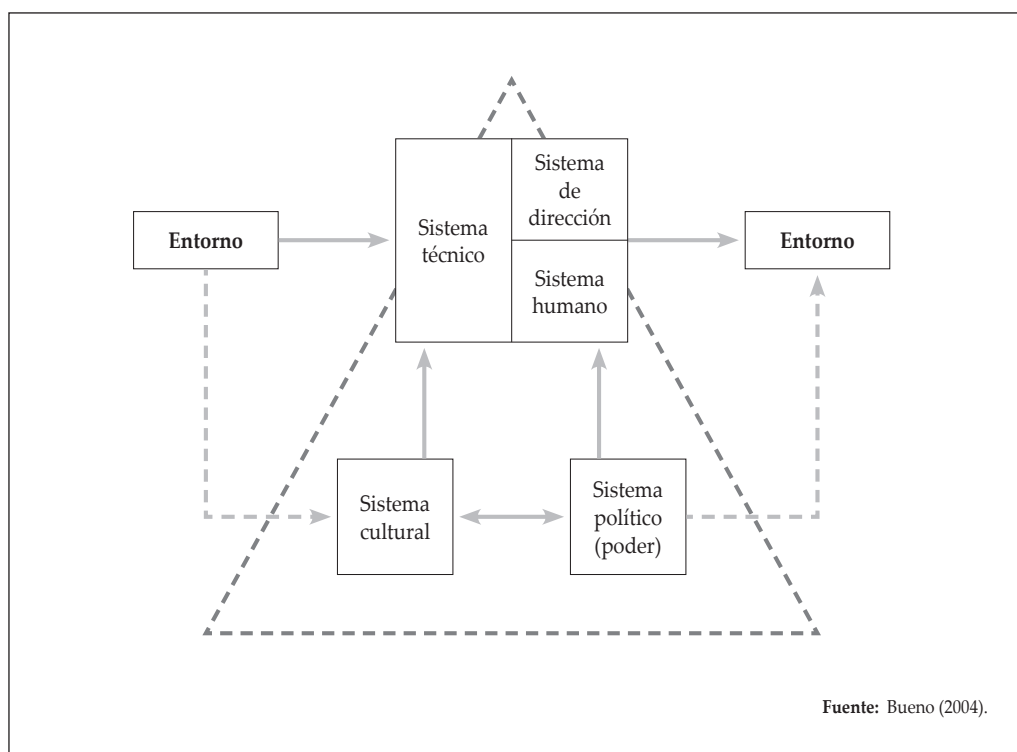 Sistema
de
dirección
Entorno
Sistema
técnico
Entorno
Sistema
humano
Sistema
cultural
Sistema
político
(poder)
Fuente: Bueno (2004).